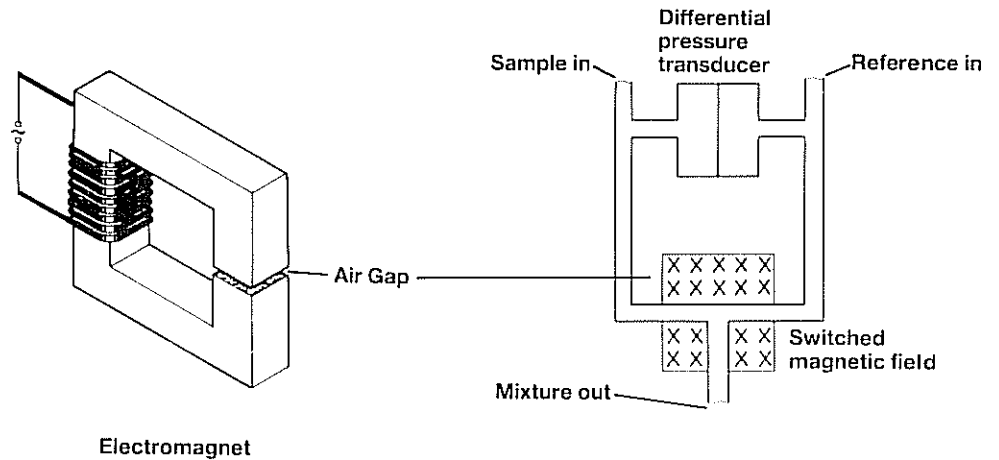 Differential
pressure
transducer
Sample in
Reference in
~
Air Gap
X X X X X
X X X X X
X X X X
X X X X
Switched
magnetic field
Mixture out
Electromagnet